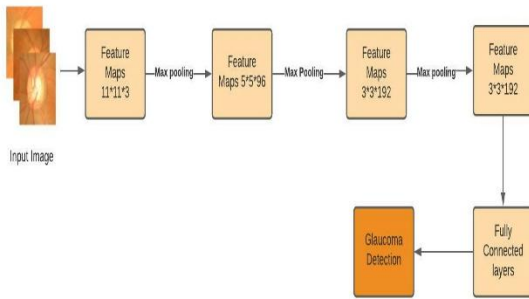 Feature
Maps
11*11*3
Max pooling
Feature
Maps 5*5*96
Max Pooling
Feature
Maps
3*3*192
Max pooling
Feature
Maps
3*3*192
Input Image
Glaucoma
Detection
Fully
Connected
layers